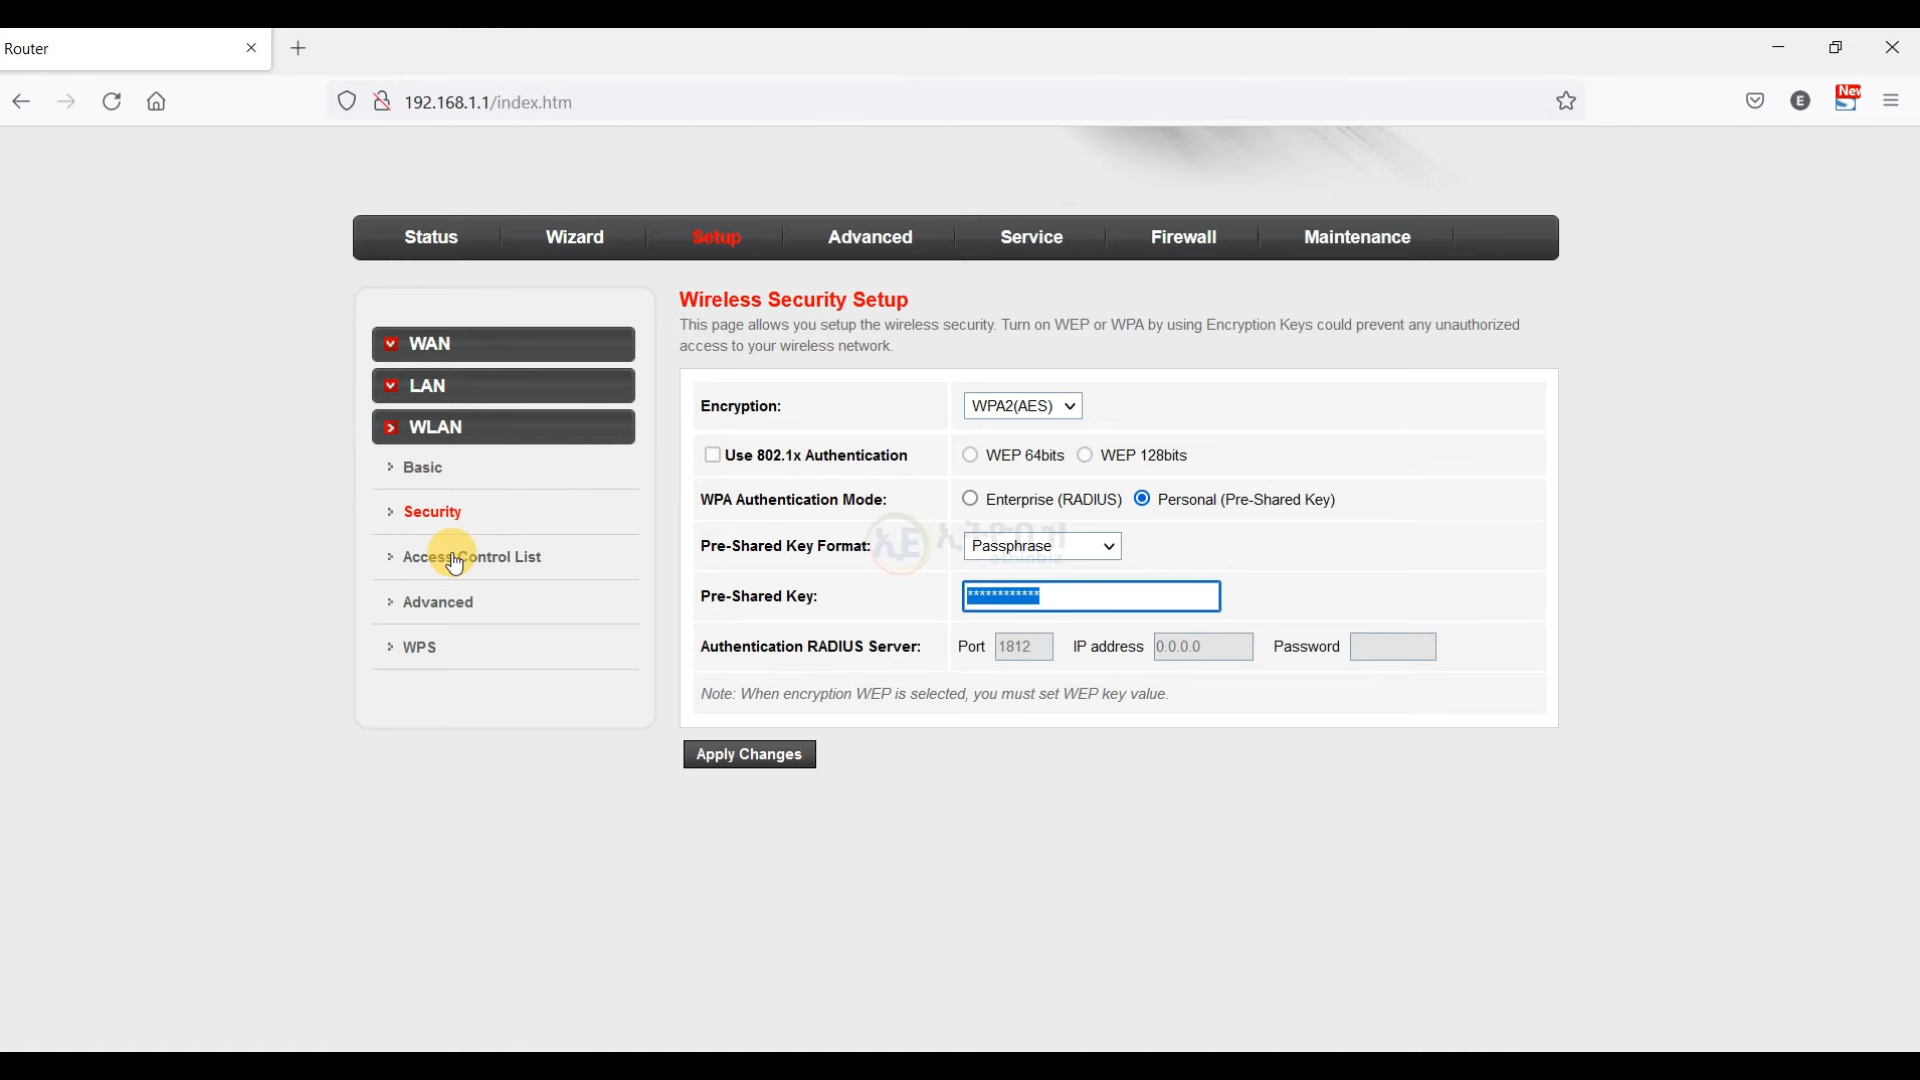 Router
New
192.168.1.1/index.htm
E
Status Wizard Setup Advanced Service Firewall Maintenance
WAN
LAN
WLAN
Basic
Security
Access Control List
Advanced
WPS
Wireless Security Setup
This page allows you setup the wireless security. Turn on WEP or WPA by using Encryption Keys could prevent any unauthorized
access to your wireless network.
Encryption: WPA2(AES)
Use 802.1x Authentication WEP 64bits WEP 128bits
WPA Authentication Mode: Enterprise (RADIUS) Personal (Pre-Shared Key)
Pre-Shared Key Format: Passphrase
ኢትዮቢዝ
ethiobiz
Pre-Shared Key: ************
Authentication RADIUS Server: Port 1812 IP address 0.0.0.0 Password
Note: When encryption WEP is selected, you must set WEP key value.
Apply Changes